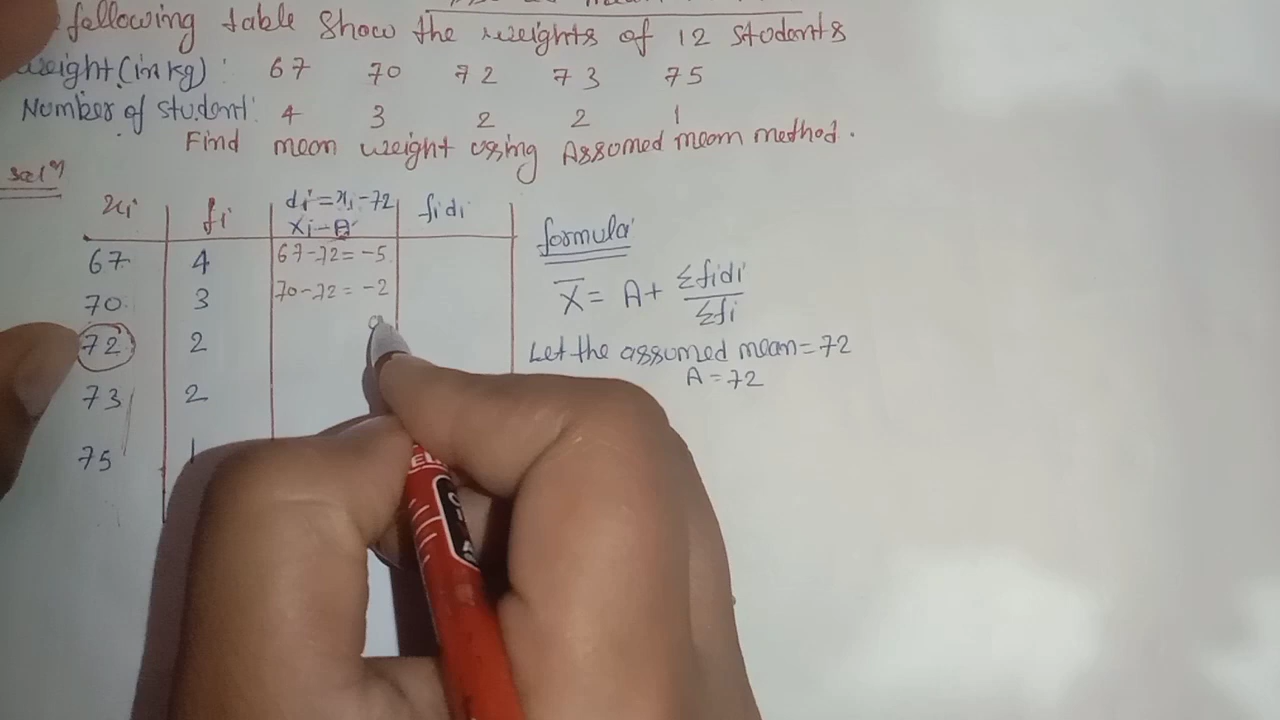 following table Show the weights of 12 students
weight (in kg) : 67 70 72 73 75
Number of student: 4 3 2 2 1
Find mean weight using Assumed mean method.
solⁿ
xi fi di = xi - 72 fidi
xi - A
67 4 67-72 = -5
70 3 70-72 = -2
72 2
73 2
75 1
formula
X̄ = A + Σfidi
Σfi
Let the assumed mean = 72
A = 72